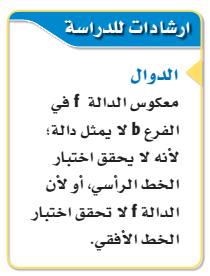 ارشادات للدراسة
الدوال
معكوس الدالة f في
الفرع b لا يمثل دالة؛
لأنه لا يحقق اختبار
الخط الرأسي، أو لأن
الدالة f لا تحقق اختبار
الخط الأفقي.